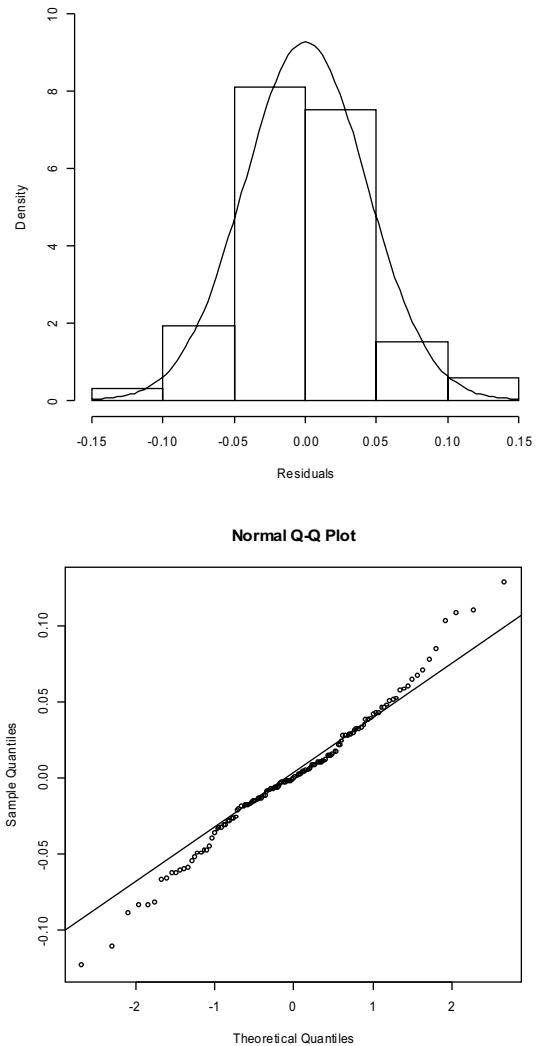 10
8
6
4
2
0
Density
-0.15 -0.10 -0.05 0.00 0.05 0.10 0.15
Residuals
Normal Q-Q Plot
0.10
0.05
0.00
-0.05
-0.10
Sample Quantiles
-2 -1 0 1 2
Theoretical Quantiles